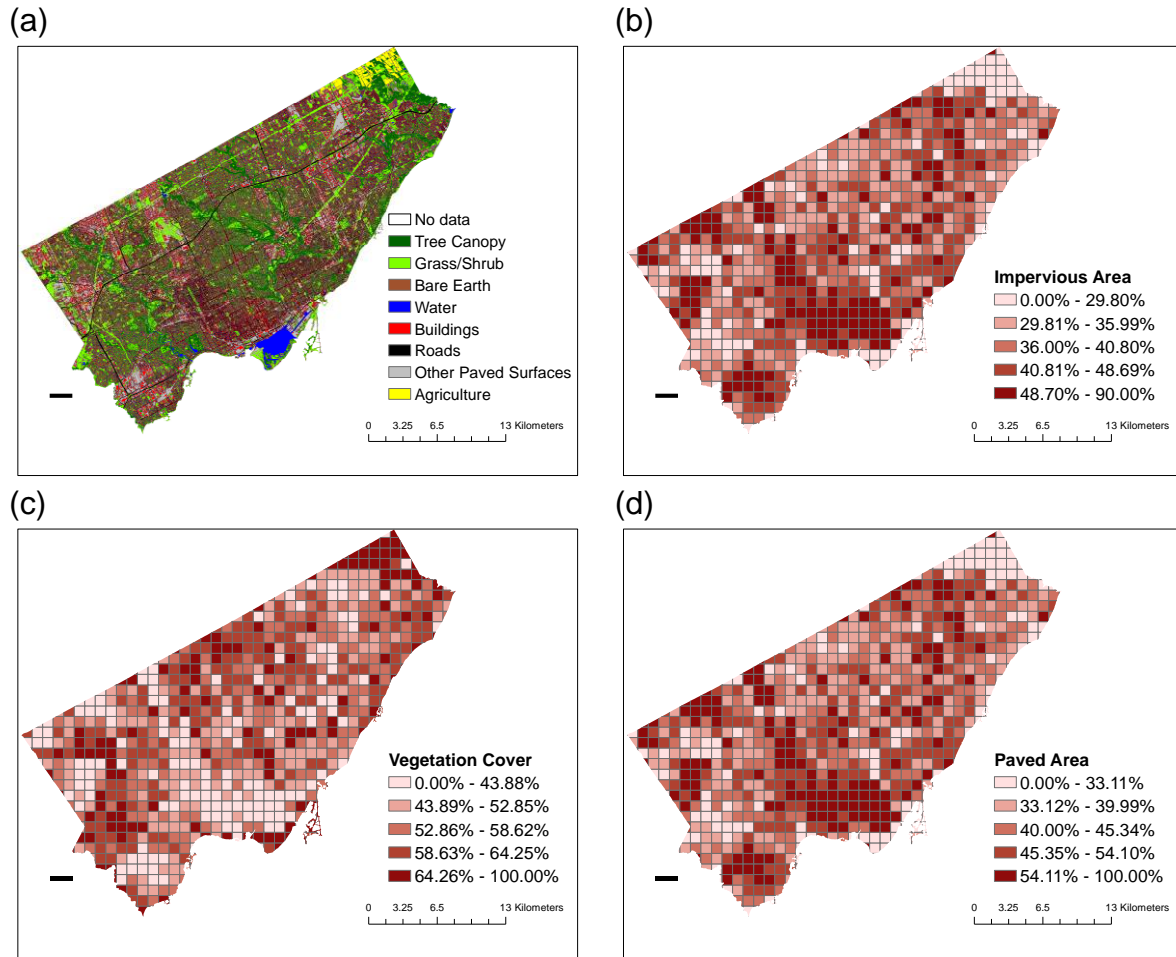 (a)
No data
Tree Canopy
Grass/Shrub
Bare Earth
Water
Buildings
Roads
Other Paved Surfaces
Agriculture
0 3.25 6.5 13 Kilometers
(b)
Impervious Area
0.00% - 29.80%
29.81% - 35.99%
36.00% - 40.80%
40.81% - 48.69%
48.70% - 90.00%
0 3.25 6.5 13 Kilometers
(c)
Vegetation Cover
0.00% - 43.88%
43.89% - 52.85%
52.86% - 58.62%
58.63% - 64.25%
64.26% - 100.00%
0 3.25 6.5 13 Kilometers
(d)
Paved Area
0.00% - 33.11%
33.12% - 39.99%
40.00% - 45.34%
45.35% - 54.10%
54.11% - 100.00%
0 3.25 6.5 13 Kilometers